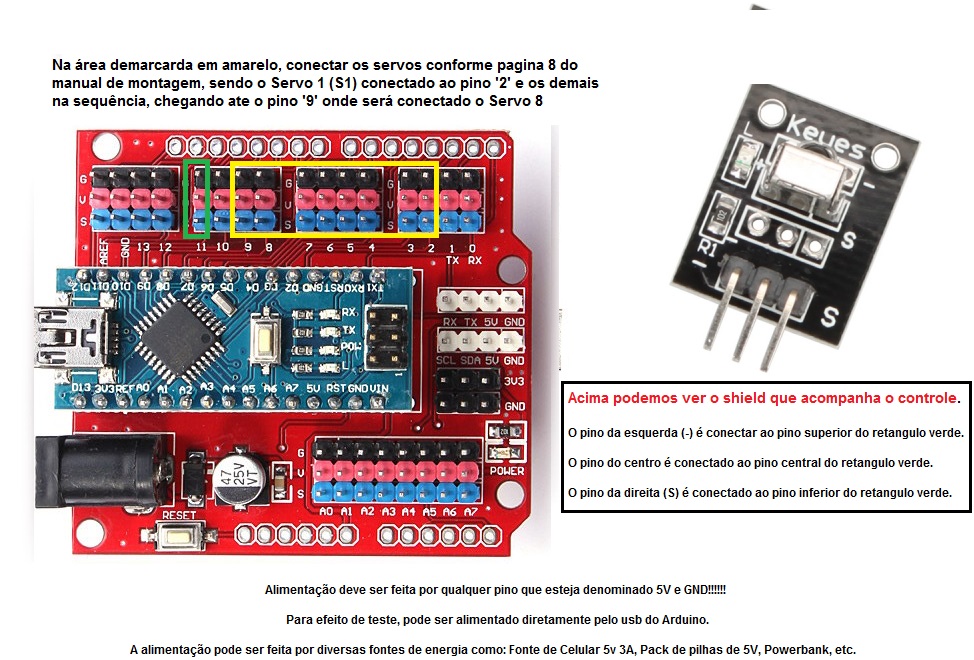 Na área demarcarda em amarelo, conectar os servos conforme pagina 8 do
manual de montagem, sendo o Servo 1 (S1) conectado ao pino '2' e os demais
na sequência, chegando ate o pino '9' onde será conectado o Servo 8
Keyes
L
-
S
R1
102
-
S
G
V
S
G
V
S
G
V
S
AREF GND 13 12 11 10 9 8 7 6 5 4 3 2 1 0
TX RX
D12 D11 D10 D9 D8 D7 D6 D5 D4 D3 D2 GND RST RX0 TX1
RX
TX
POW
L
1
D13 3V3 REF A0 A1 A2 A3 A4 A5 A6 A7 5V RST GND VIN
RX TX 5V GND
SCL SDA 5V GND
3V3
GND
POWER
47
25V
VT
G
V
S
A0 A1 A2 A3 A4 A5 A6 A7
RESET
Acima podemos ver o shield que acompanha o controle.
O pino da esquerda (-) é conectar ao pino superior do retangulo verde.
O pino do centro é conectado ao pino central do retangulo verde.
O pino da direita (S) é conectado ao pino inferior do retangulo verde.
Alimentação deve ser feita por qualquer pino que esteja denominado 5V e GND!!!!!!
Para efeito de teste, pode ser alimentado diretamente pelo usb do Arduino.
A alimentação pode ser feita por diversas fontes de energia como: Fonte de Celular 5v 3A, Pack de pilhas de 5V, Powerbank, etc.